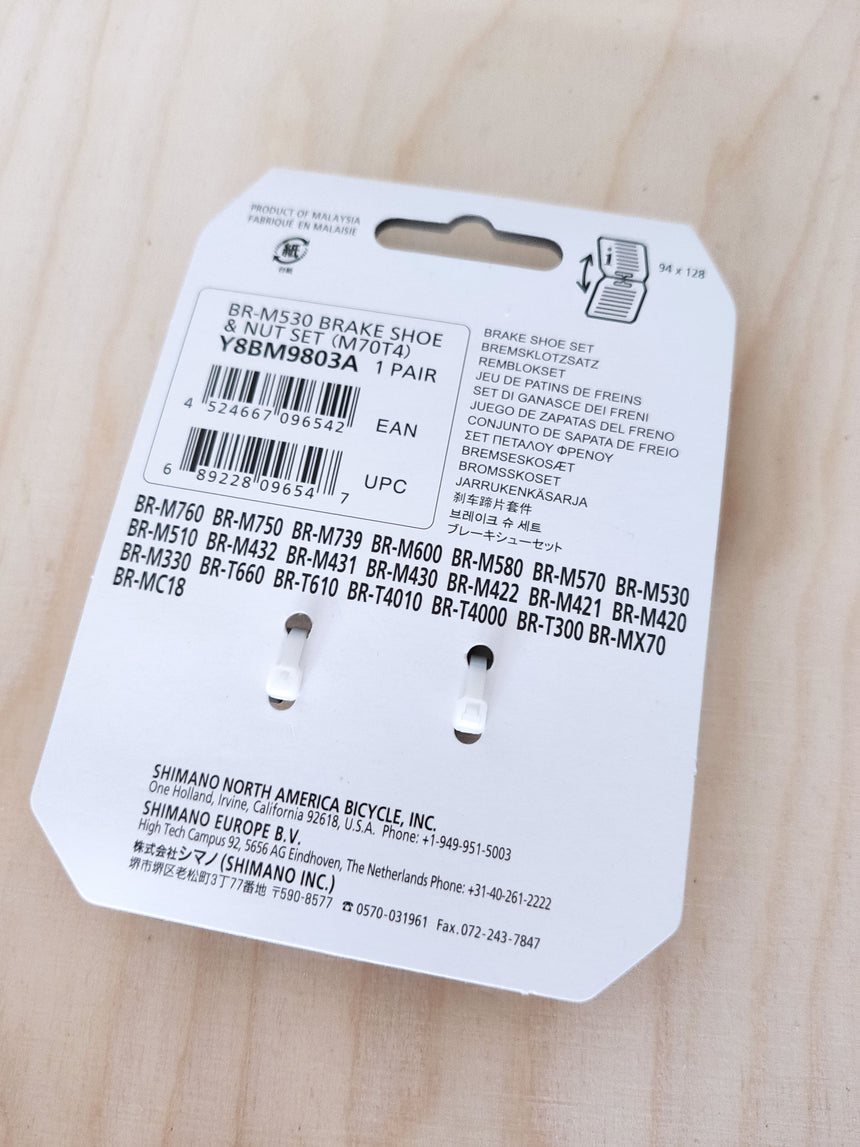 PRODUCT OF MALAYSIA
FABRIQUÉ EN MALAISIE
紙
台紙
94 x 128
BR-M530 BRAKE SHOE
& NUT SET (M70T4)
Y8BM9803A 1 PAIR
4 524667 096542
EAN
6 89228 09654 7
UPC
BRAKE SHOE SET
BREMSKLOTZSATZ
REMBLOKSET
JEU DE PATINS DE FREINS
SET DI GANASCE DEI FRENI
JUEGO DE ZAPATAS DEL FRENO
CONJUNTO DE SAPATA DE FREIO
ΣΕΤ ΠΕΤΑΛΟΥ ΦΡΕΝΟΥ
BREMSESKOSÆT
BROMSSKOSET
JARRUKENKÄSARJA
刹车蹄片套件
브레이크 슈 세트
ブレーキシューセット
BR-M760 BR-M750 BR-M739 BR-M600 BR-M580 BR-M570 BR-M530
BR-M510 BR-M432 BR-M431 BR-M430 BR-M422 BR-M421 BR-M420
BR-M330 BR-T660 BR-T610 BR-T4010 BR-T4000 BR-T300 BR-MX70
BR-MC18
SHIMANO NORTH AMERICA BICYCLE, INC.
One Holland, Irvine, California 92618, U.S.A. Phone: +1-949-951-5003
SHIMANO EUROPE B.V.
High Tech Campus 92, 5656 AG Eindhoven, The Netherlands Phone: +31-40-261-2222
株式会社シマノ (SHIMANO INC.)
堺市堺区老松町3丁77番地 〒590-8577 ☎0570-031961 Fax.072-243-7847